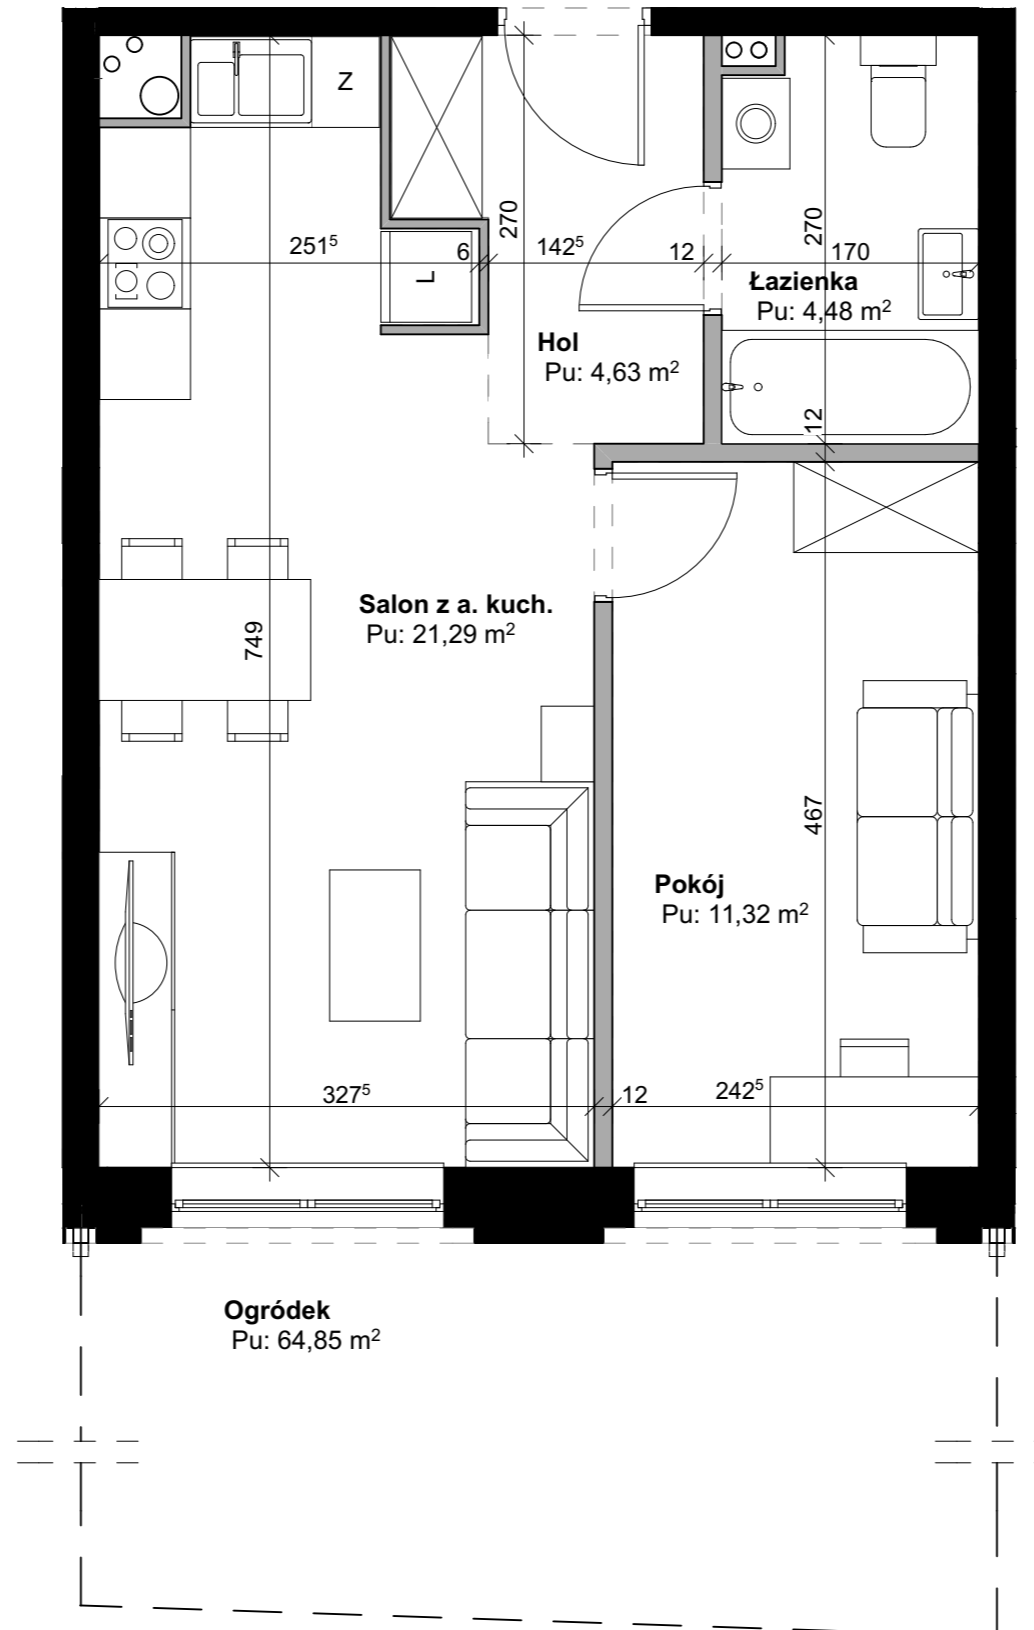 Z
251⁵
6
270
142⁵
12
270
170
L
Łazienka
Pu: 4,48 m²
Hol
Pu: 4,63 m²
12
Salon z a. kuch.
Pu: 21,29 m²
749
467
Pokój
Pu: 11,32 m²
327⁵
12
242⁵
Ogródek
Pu: 64,85 m²